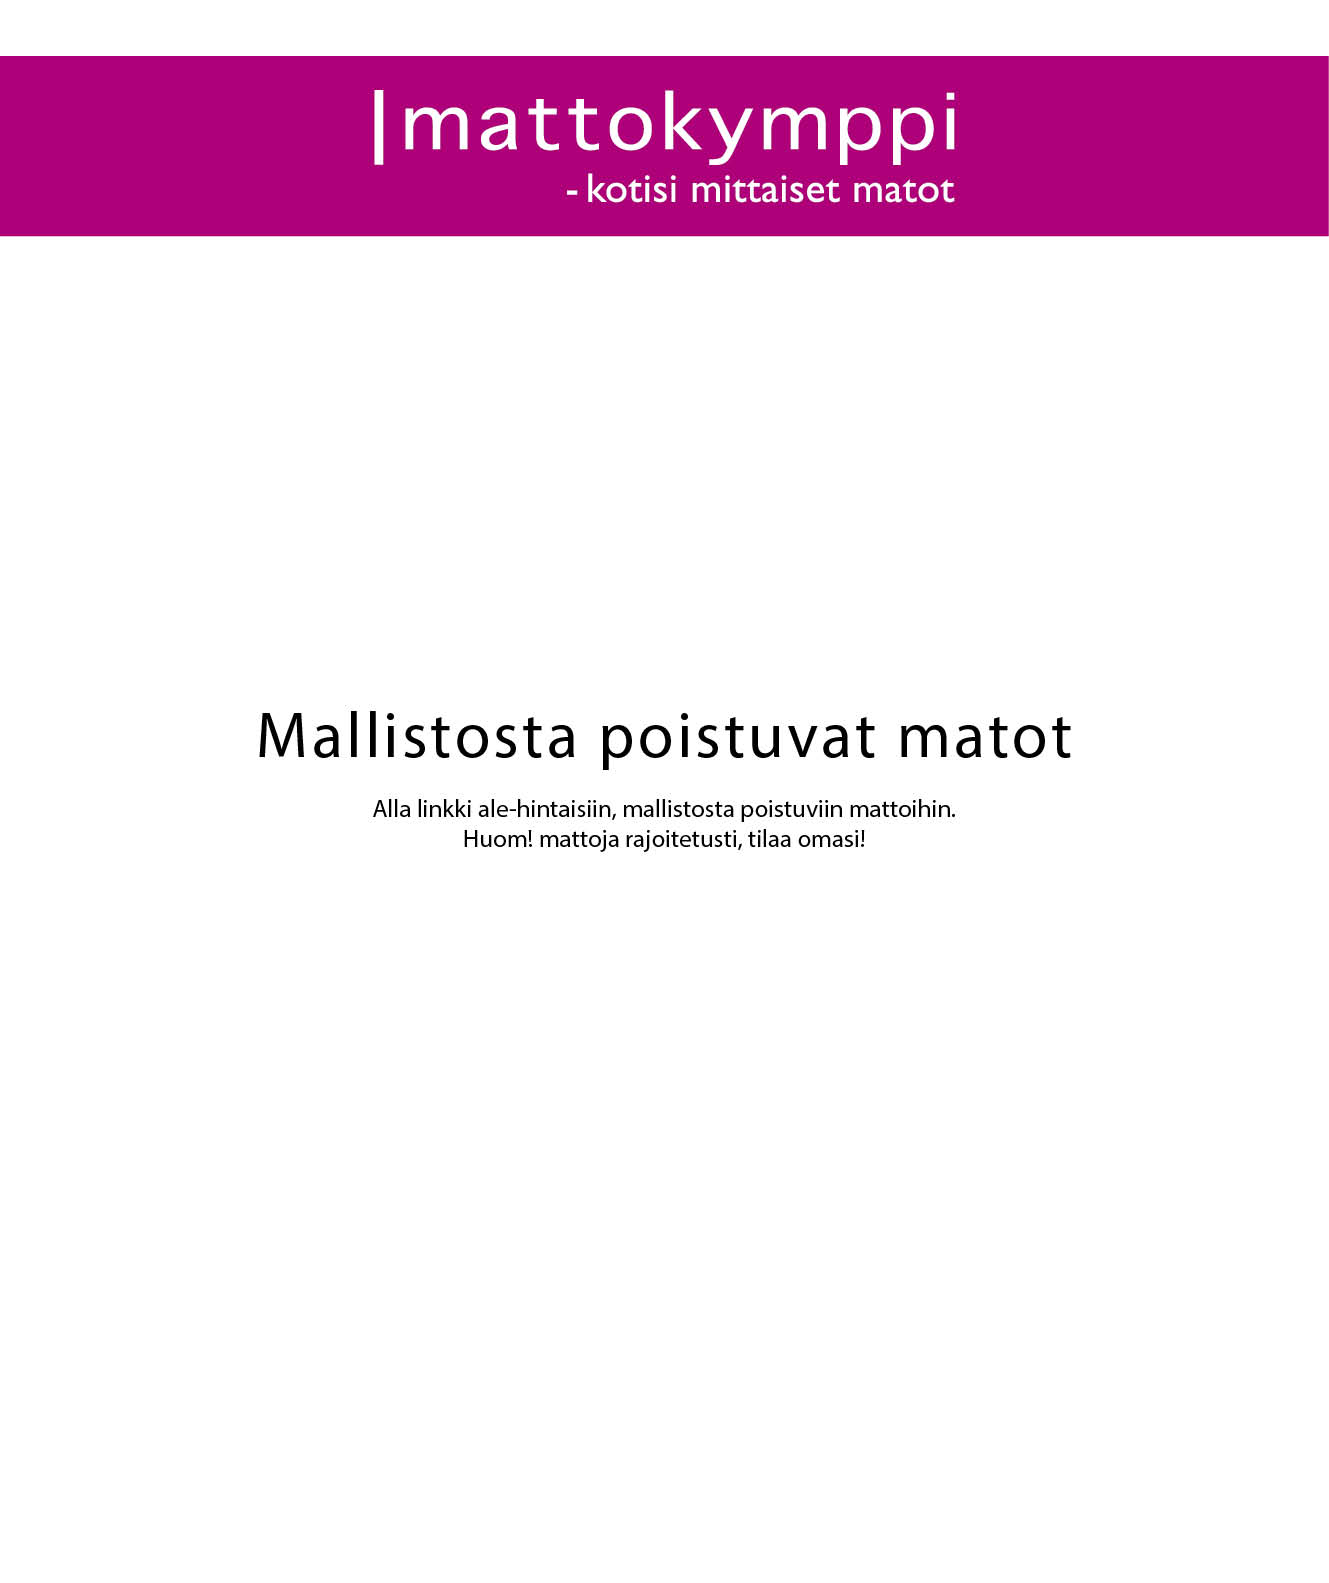 mattokymppi
- kotisi mittaiset matot
Mallistosta poistuvat matot
Alla linkki ale-hintaisiin, mallistosta poistuviin mattoihin.
Huom! mattoja rajoitetusti, tilaa omasi!